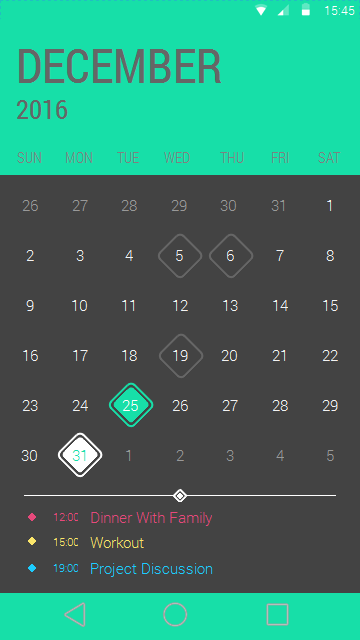 15:45
DECEMBER
2016
SUN MON TUE WED THU FRI SAT
26 27 28 29 30 31 1
2 3 4 5 6 7 8
9 10 11 12 13 14 15
16 17 18 19 20 21 22
23 24 25 26 27 28 29
30 31 1 2 3 4 5
12:00 Dinner With Family
15:00 Workout
19:00 Project Discussion